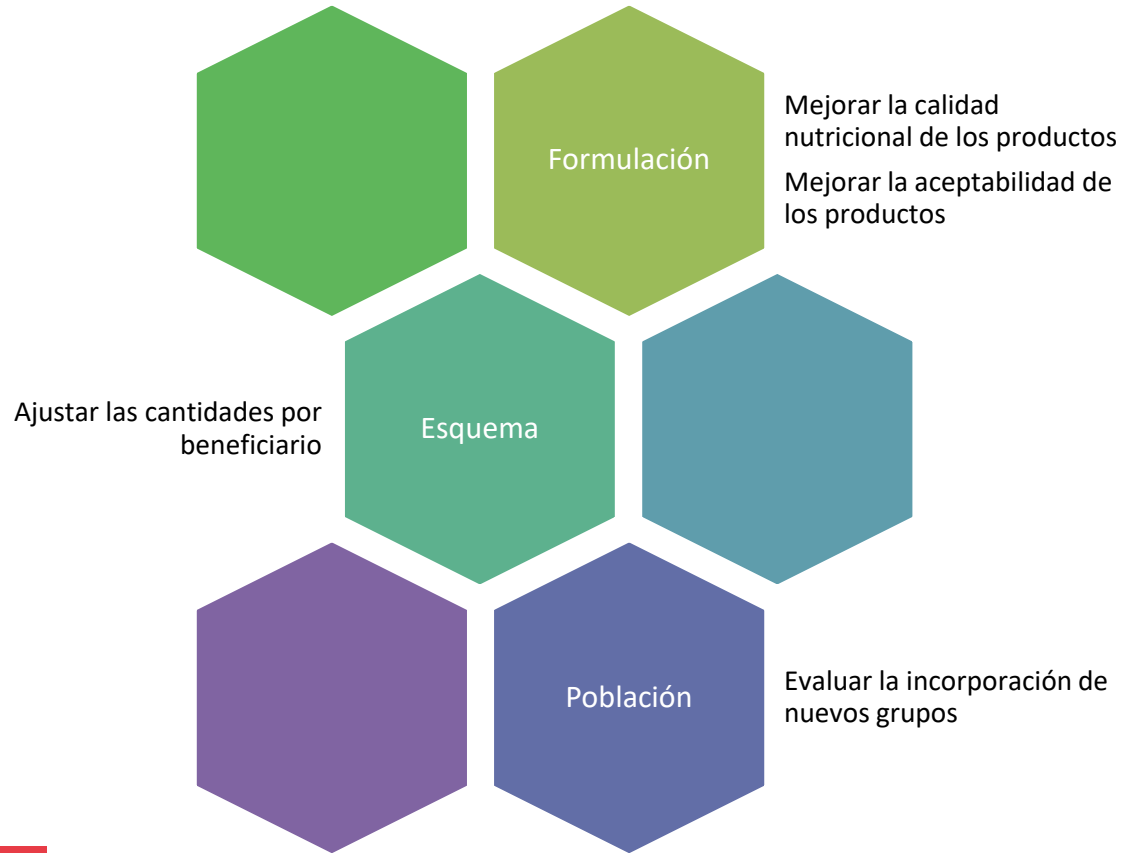 Formulación
Mejorar la calidad
nutricional de los productos
Mejorar la aceptabilidad de
los productos
Ajustar las cantidades por
beneficiario
Esquema
Población
Evaluar la incorporación de
nuevos grupos